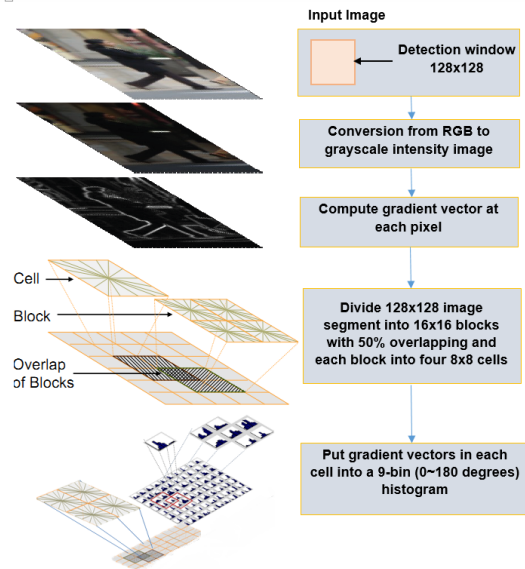 Input Image
Detection window
128x128
Conversion from RGB to
grayscale intensity image
Compute gradient vector at
each pixel
Cell
Block
Overlap
of Blocks
Divide 128x128 image
segment into 16x16 blocks
with 50% overlapping and
each block into four 8x8 cells
Put gradient vectors in each
cell into a 9-bin (0~180 degrees)
histogram